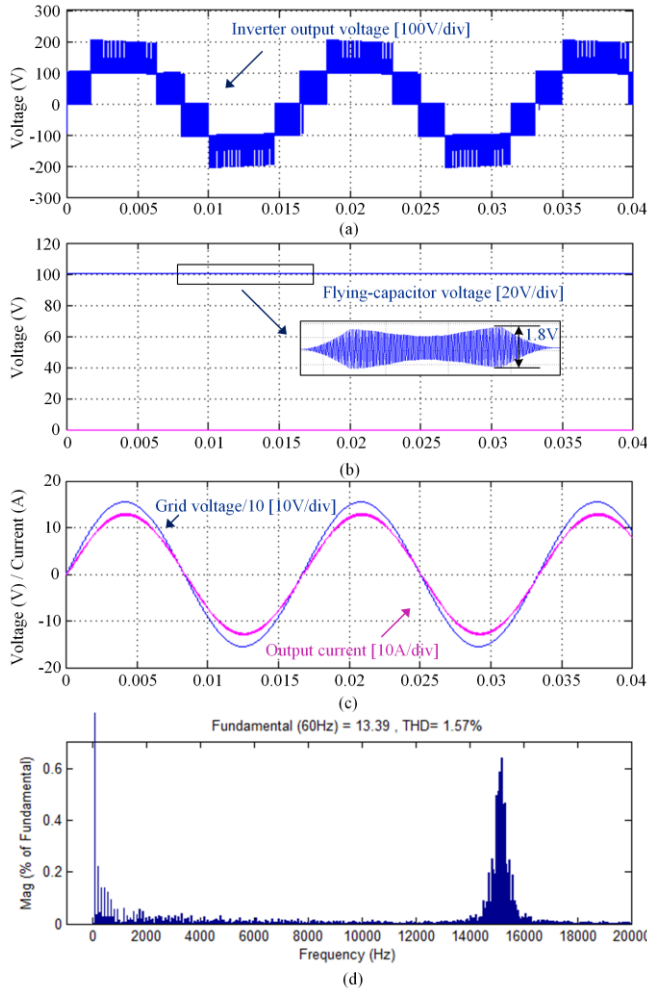 300
200
100
0
-100
-200
-300
Voltage (V)
Inverter output voltage [100V/div]
0 0.005 0.01 0.015 0.02 0.025 0.03 0.035 0.04
(a)
120
100
80
60
40
20
0
Voltage (V)
Flying-capacitor voltage [20V/div]
1.8V
0 0.005 0.01 0.015 0.02 0.025 0.03 0.035 0.04
(b)
20
10
0
-10
-20
Voltage (V) / Current (A)
Grid voltage/10 [10V/div]
Output current [10A/div]
0 0.005 0.01 0.015 0.02 0.025 0.03 0.035 0.04
(c)
Fundamental (60Hz) = 13.39 , THD= 1.57%
0.6
0.4
0.2
0
Mag (% of Fundamental)
0 2000 4000 6000 8000 10000 12000 14000 16000 18000 20000
Frequency (Hz)
(d)